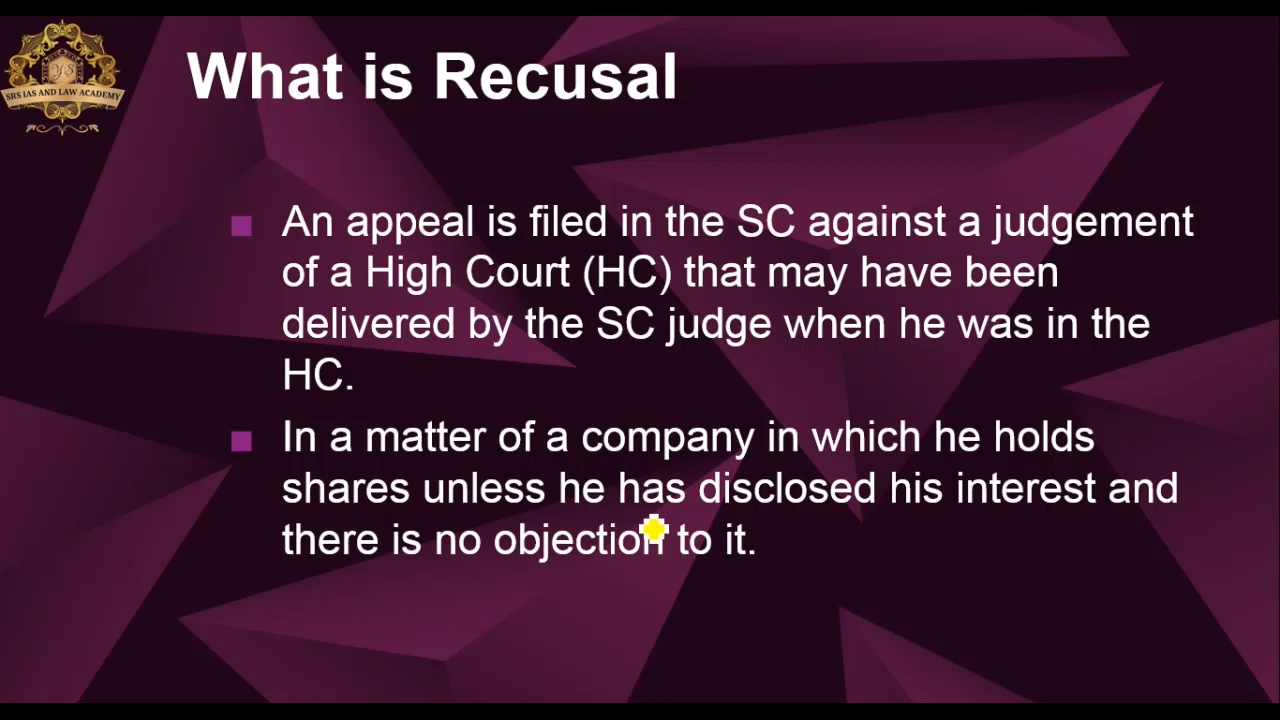 SRS IAS AND LAW ACADEMY
What is Recusal
An appeal is filed in the SC against a judgement
of a High Court (HC) that may have been
delivered by the SC judge when he was in the
HC.
In a matter of a company in which he holds
shares unless he has disclosed his interest and
there is no objection to it.